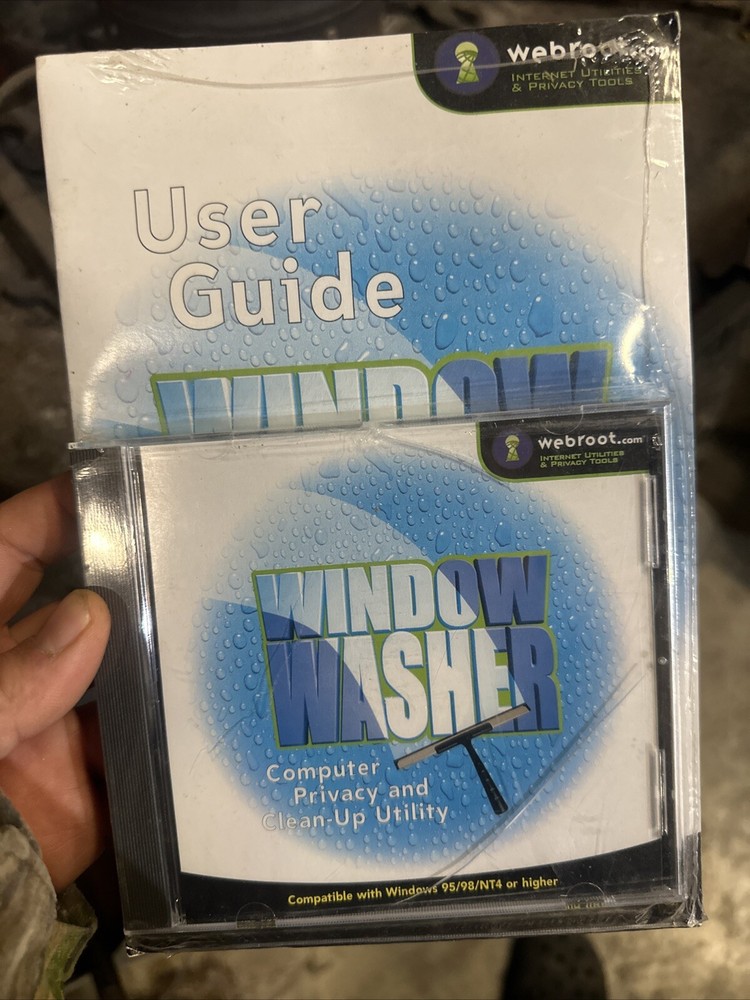 webroot.com
INTERNET UTILITIES
& PRIVACY TOOLS
User
Guide
WINDOW
webroot.com
INTERNET UTILITIES
& PRIVACY TOOLS
WINDOW
WASHER
Computer
Privacy and
Clean-Up Utility
Compatible with Windows 95/98/NT4 or higher